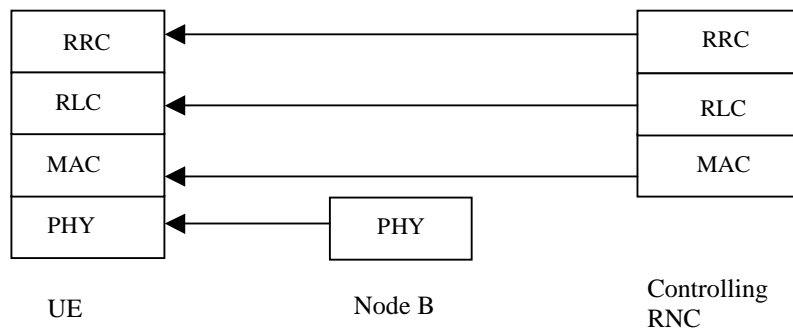 RRC
RRC
RLC
RLC
MAC
MAC
PHY
PHY
UE
Node B
Controlling
RNC